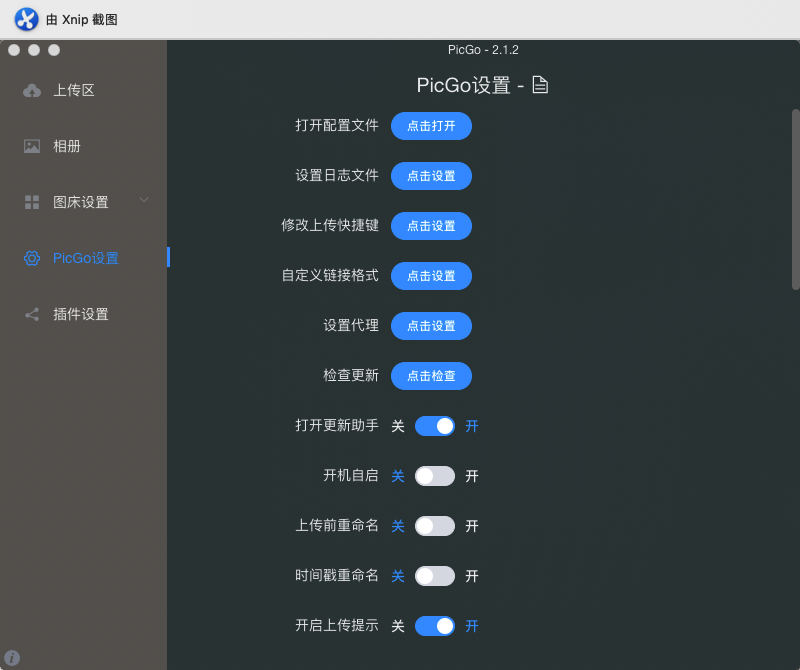 由 Xnip 截图
PicGo - 2.1.2
上传区
相册
图床设置
PicGo设置
插件设置
PicGo设置 -
打开配置文件 点击打开
设置日志文件 点击设置
修改上传快捷键 点击设置
自定义链接格式 点击设置
设置代理 点击设置
检查更新 点击检查
打开更新助手 关 开
开机自启 关 开
上传前重命名 关 开
时间戳重命名 关 开
开启上传提示 关 开